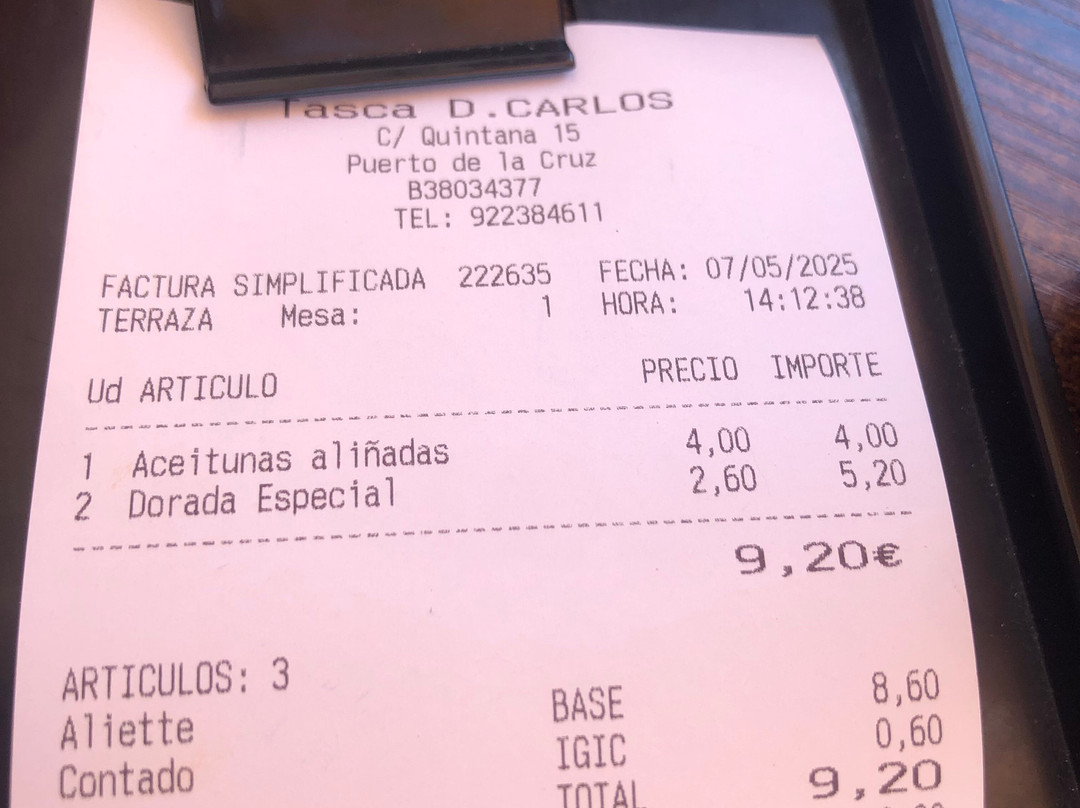 Tasca D.CARLOS
C/ Quintana 15
Puerto de la Cruz
B38034377
TEL: 922384611
FACTURA SIMPLIFICADA 222635 FECHA: 07/05/2025
TERRAZA Mesa: 1 HORA: 14:12:38
Ud ARTICULO PRECIO IMPORTE
1 Aceitunas aliñadas 4,00 4,00
2 Dorada Especial 2,60 5,20
9,20€
ARTICULOS: 3 BASE 8,60
Aliette IGIC 0,60
Contado TOTAL 9,20